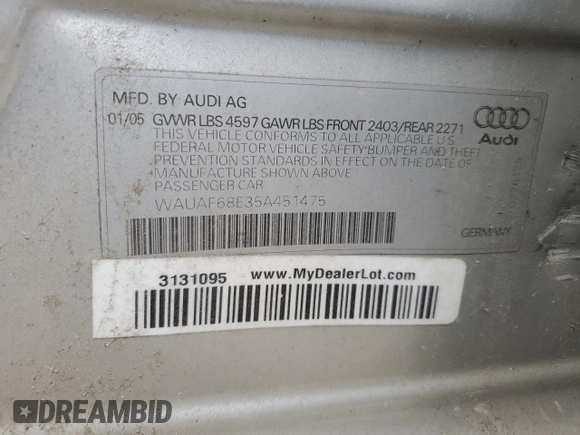 MFD. BY AUDI AG
01/05 GVWR LBS 4597 GAWR LBS FRONT 2403/REAR 2271
THIS VEHICLE CONFORMS TO ALL APPLICABLE U.S.
FEDERAL MOTOR VEHICLE SAFETY BUMPER AND THEFT
PREVENTION STANDARDS IN EFFECT ON THE DATE OF
MANUFACTURE SHOWN ABOVE
PASSENGER CAR
WAUAF68E35A451475
Audi
GERMANY
3131095 www.MyDealerLot.com
DREAMBID